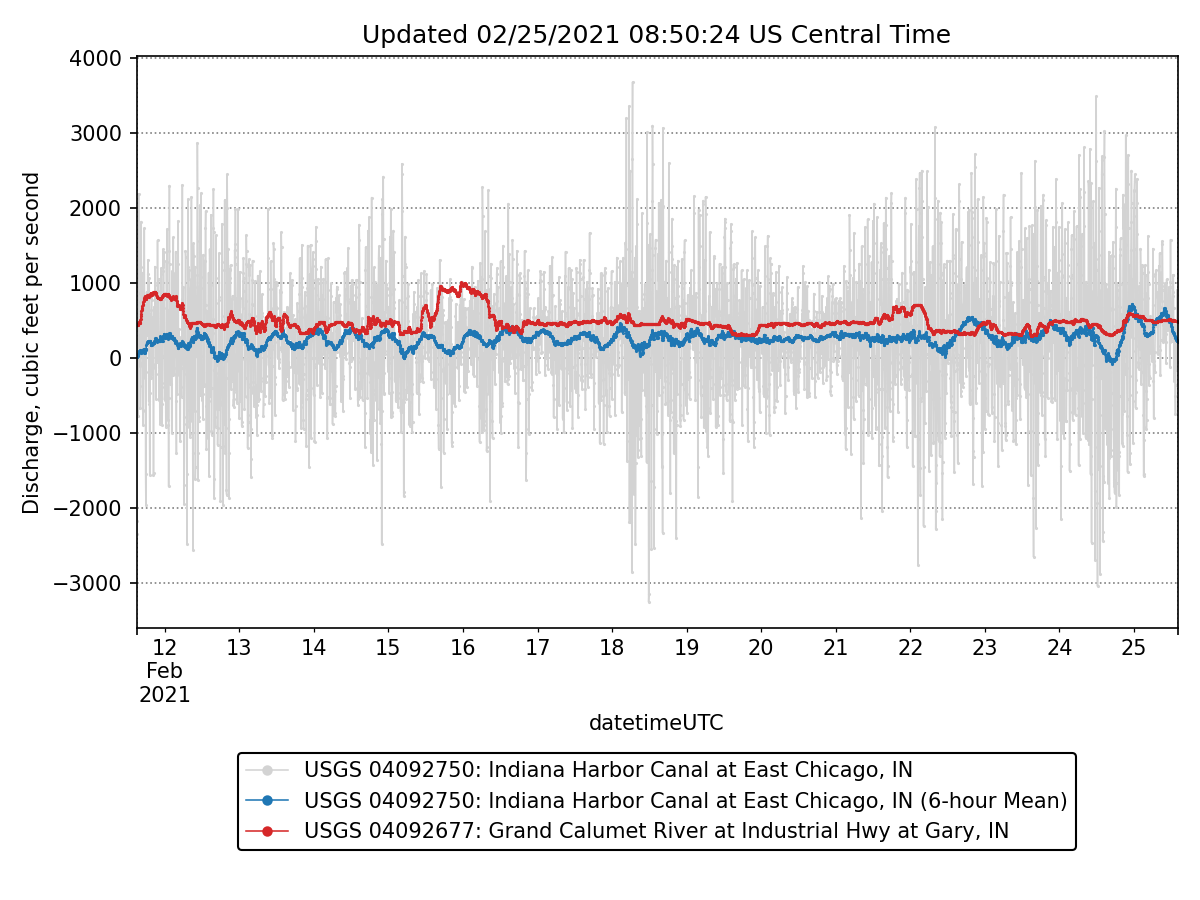 Updated 02/25/2021 08:50:24 US Central Time
Discharge, cubic feet per second
4000
3000
2000
1000
0
−1000
−2000
−3000
12 13 14 15 16 17 18 19 20 21 22 23 24 25
Feb
2021
datetimeUTC
USGS 04092750: Indiana Harbor Canal at East Chicago, IN
USGS 04092750: Indiana Harbor Canal at East Chicago, IN (6-hour Mean)
USGS 04092677: Grand Calumet River at Industrial Hwy at Gary, IN